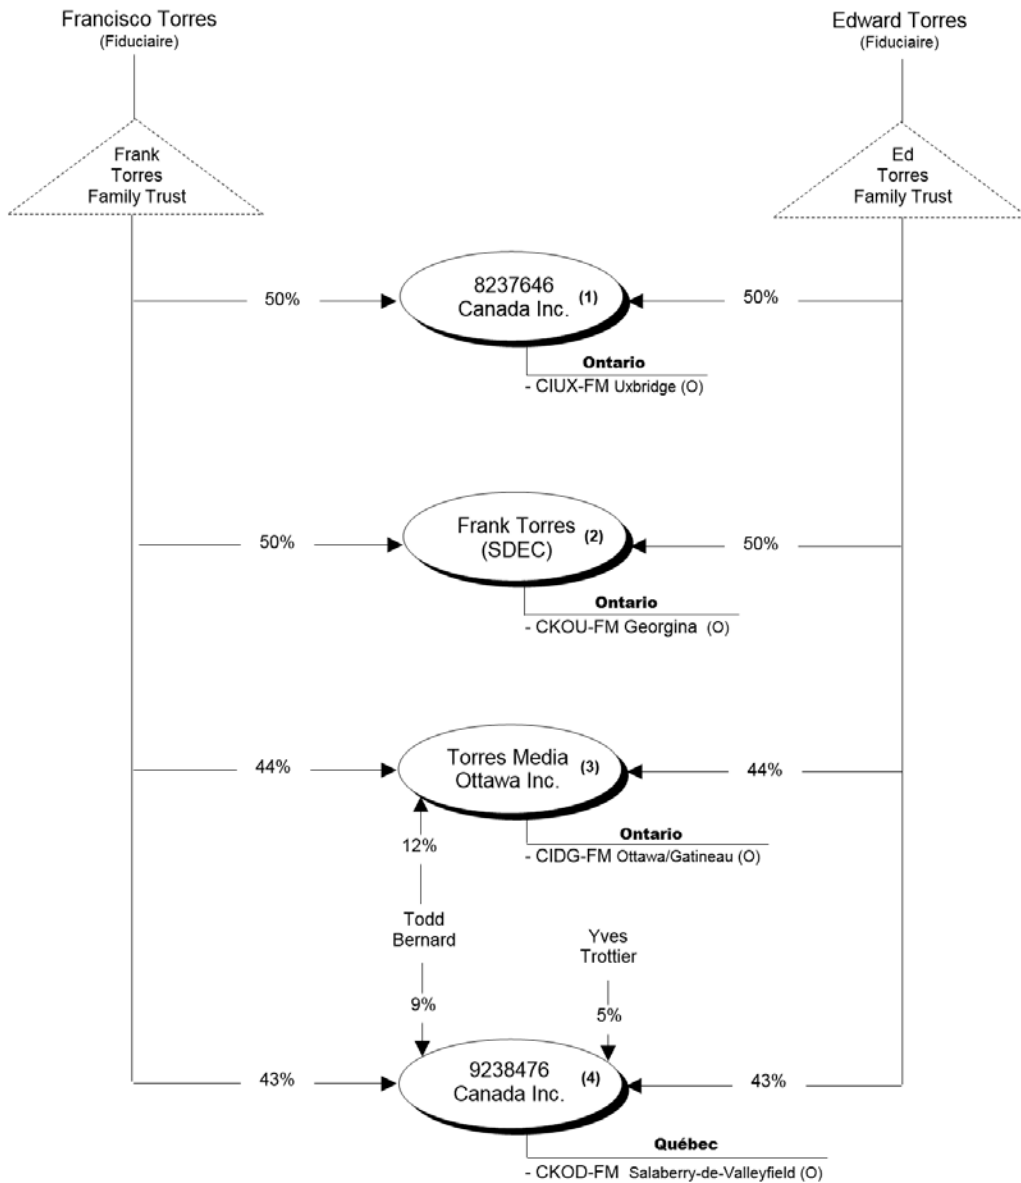 Francisco Torres
(Fiduciaire)
Edward Torres
(Fiduciaire)
Frank
Torres
Family Trust
Ed
Torres
Family Trust
8237646
Canada Inc.
(1)
50%
50%
Ontario
- CIUX-FM Uxbridge (O)
Frank Torres
(SDEC)
(2)
50%
50%
Ontario
- CKOU-FM Georgina (O)
Torres Media
Ottawa Inc.
(3)
44%
44%
Ontario
- CIDG-FM Ottawa/Gatineau (O)
12%
Todd
Bernard
9%
Yves
Trottier
5%
9238476
Canada Inc.
(4)
43%
43%
Québec
- CKOD-FM Salaberry-de-Valleyfield (O)